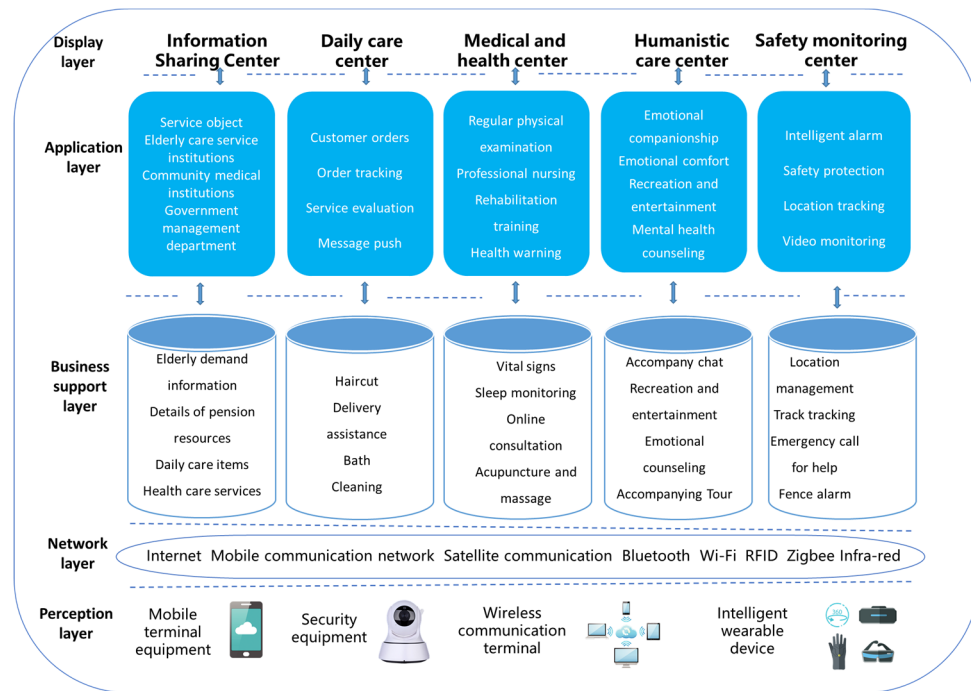 Display
layer
Information
Sharing Center
Daily care
center
Medical and
health center
Humanistic
care center
Safety monitoring
center
Application
layer
Service object
Elderly care service
institutions
Community medical
institutions
Government
management
department
Customer orders
Order tracking
Service evaluation
Message push
Regular physical
examination
Professional nursing
Rehabilitation
training
Health warning
Emotional
companionship
Emotional comfort
Recreation and
entertainment
Mental health
counseling
Intelligent alarm
Safety protection
Location tracking
Video monitoring
Business
support
layer
Elderly demand
information
Details of pension
resources
Daily care items
Health care services
Haircut
Delivery
assistance
Bath
Cleaning
Vital signs
Sleep monitoring
Online
consultation
Acupuncture and
massage
Accompany chat
Recreation and
entertainment
Emotional
counseling
Accompanying Tour
Location
management
Track tracking
Emergency call
for help
Fence alarm
Network
layer
Internet Mobile communication network Satellite communication Bluetooth Wi-Fi RFID Zigbee Infra-red
Perception
layer
Mobile
terminal
equipment
Security
equipment
Wireless
communication
terminal
Intelligent
wearable
device
360